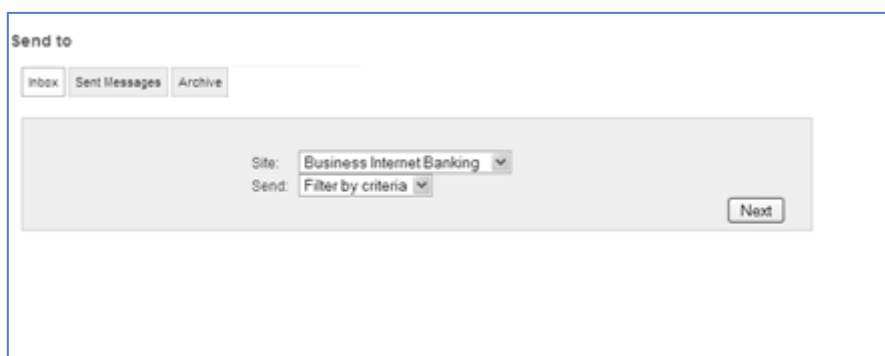 Send to
Inbox Sent Messages Archive
Site: Business Internet Banking
Send: Filter by criteria
Next